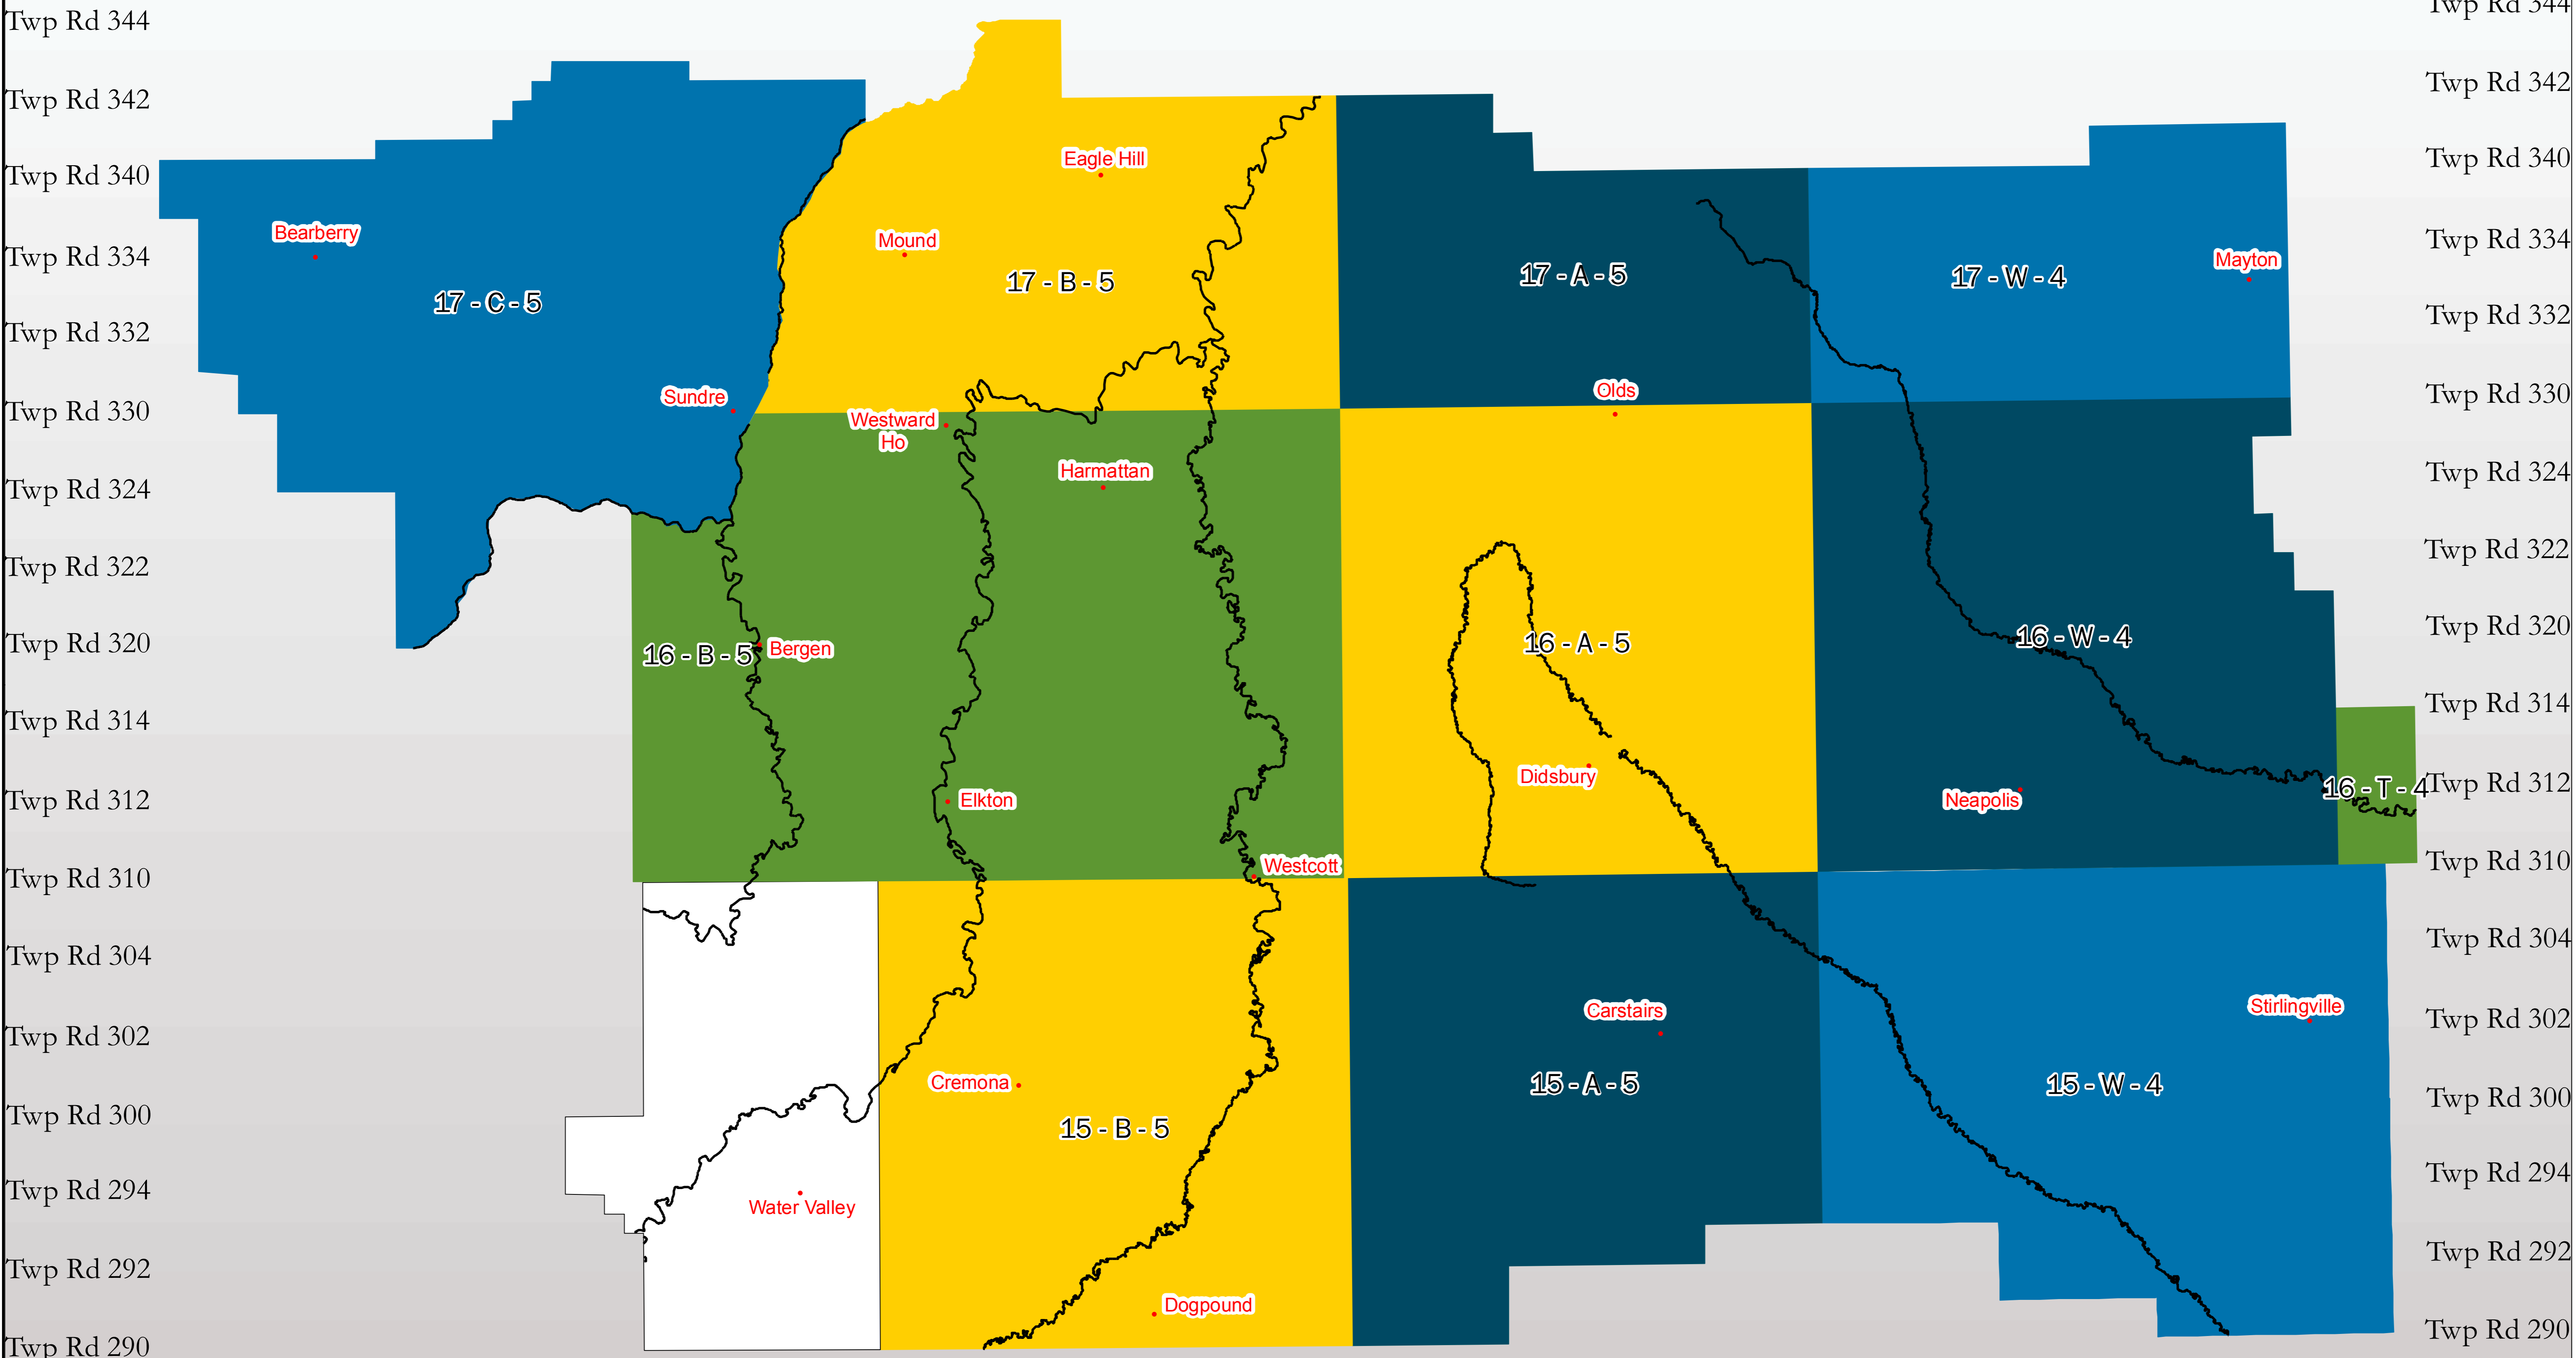 Twp Rd 344
Twp Rd 344
Twp Rd 342
Twp Rd 342
Eagle Hill
Twp Rd 340
Twp Rd 340
Bearberry
Mound
Twp Rd 334
Twp Rd 334
Mayton
17 - C - 5
17 - B - 5
17 - A - 5
17 - W - 4
Twp Rd 332
Twp Rd 332
Sundre
Olds
Twp Rd 330
Twp Rd 330
Westward
Ho
Harmattan
Twp Rd 324
Twp Rd 324
Twp Rd 322
Twp Rd 322
Twp Rd 320
Twp Rd 320
16 - B - 5
Bergen
16 - A - 5
16 - W - 4
Twp Rd 314
Twp Rd 314
Didsbury
16 - T - 4
Twp Rd 312
Twp Rd 312
Elkton
Neapolis
Westcott
Twp Rd 310
Twp Rd 310
Twp Rd 304
Twp Rd 304
Carstairs
Stirlingville
Twp Rd 302
Twp Rd 302
Cremona
15 - A - 5
15 - W - 4
Twp Rd 300
Twp Rd 300
15 - B - 5
Twp Rd 294
Twp Rd 294
Water Valley
Twp Rd 292
Twp Rd 292
Dogpound
Twp Rd 290
Twp Rd 290